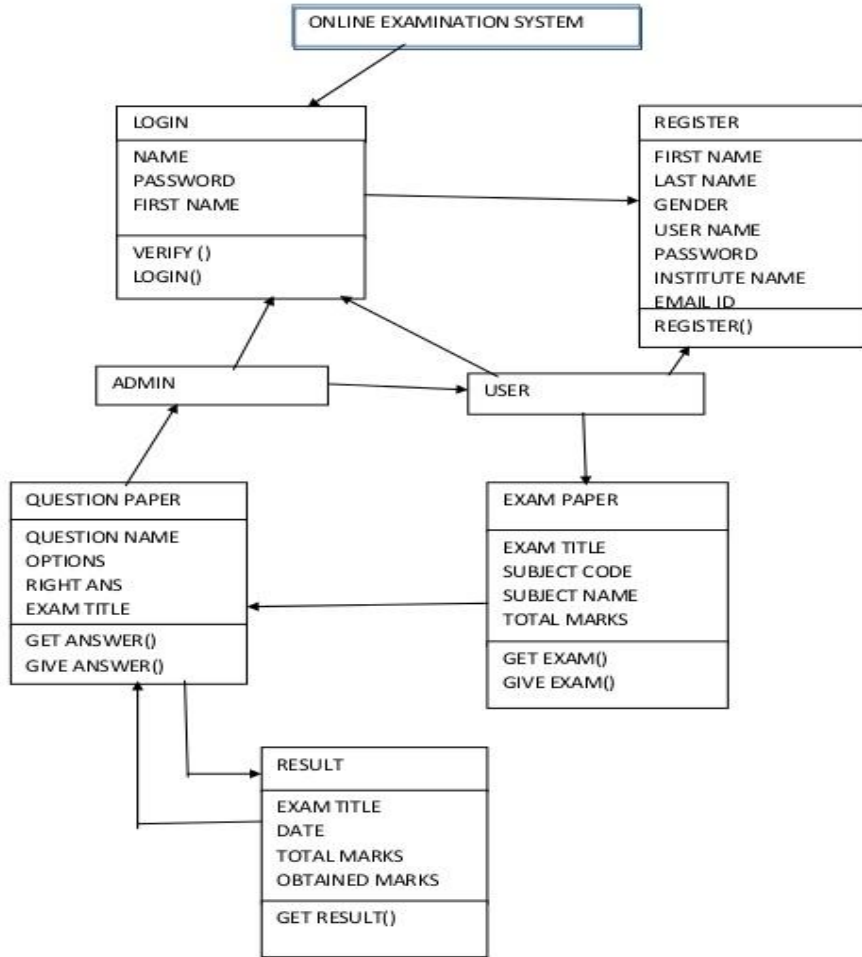 ONLINE EXAMINATION SYSTEM
LOGIN
NAME
PASSWORD
FIRST NAME
VERIFY ()
LOGIN()
REGISTER
FIRST NAME
LAST NAME
GENDER
USER NAME
PASSWORD
INSTITUTE NAME
EMAIL ID
REGISTER()
ADMIN
USER
QUESTION PAPER
QUESTION NAME
OPTIONS
RIGHT ANS
EXAM TITLE
GET ANSWER()
GIVE ANSWER()
EXAM PAPER
EXAM TITLE
SUBJECT CODE
SUBJECT NAME
TOTAL MARKS
GET EXAM()
GIVE EXAM()
RESULT
EXAM TITLE
DATE
TOTAL MARKS
OBTAINED MARKS
GET RESULT()